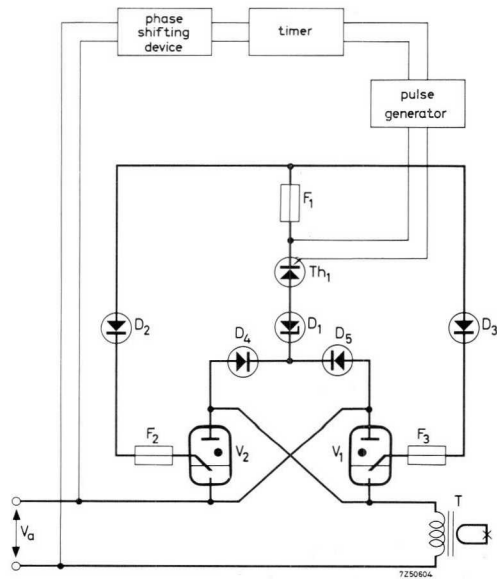 phase
shifting
device
timer
pulse
generator
F1
Th1
D2
D1
D3
D4
D5
F2
V2
V1
F3
T
Va
7Z50604